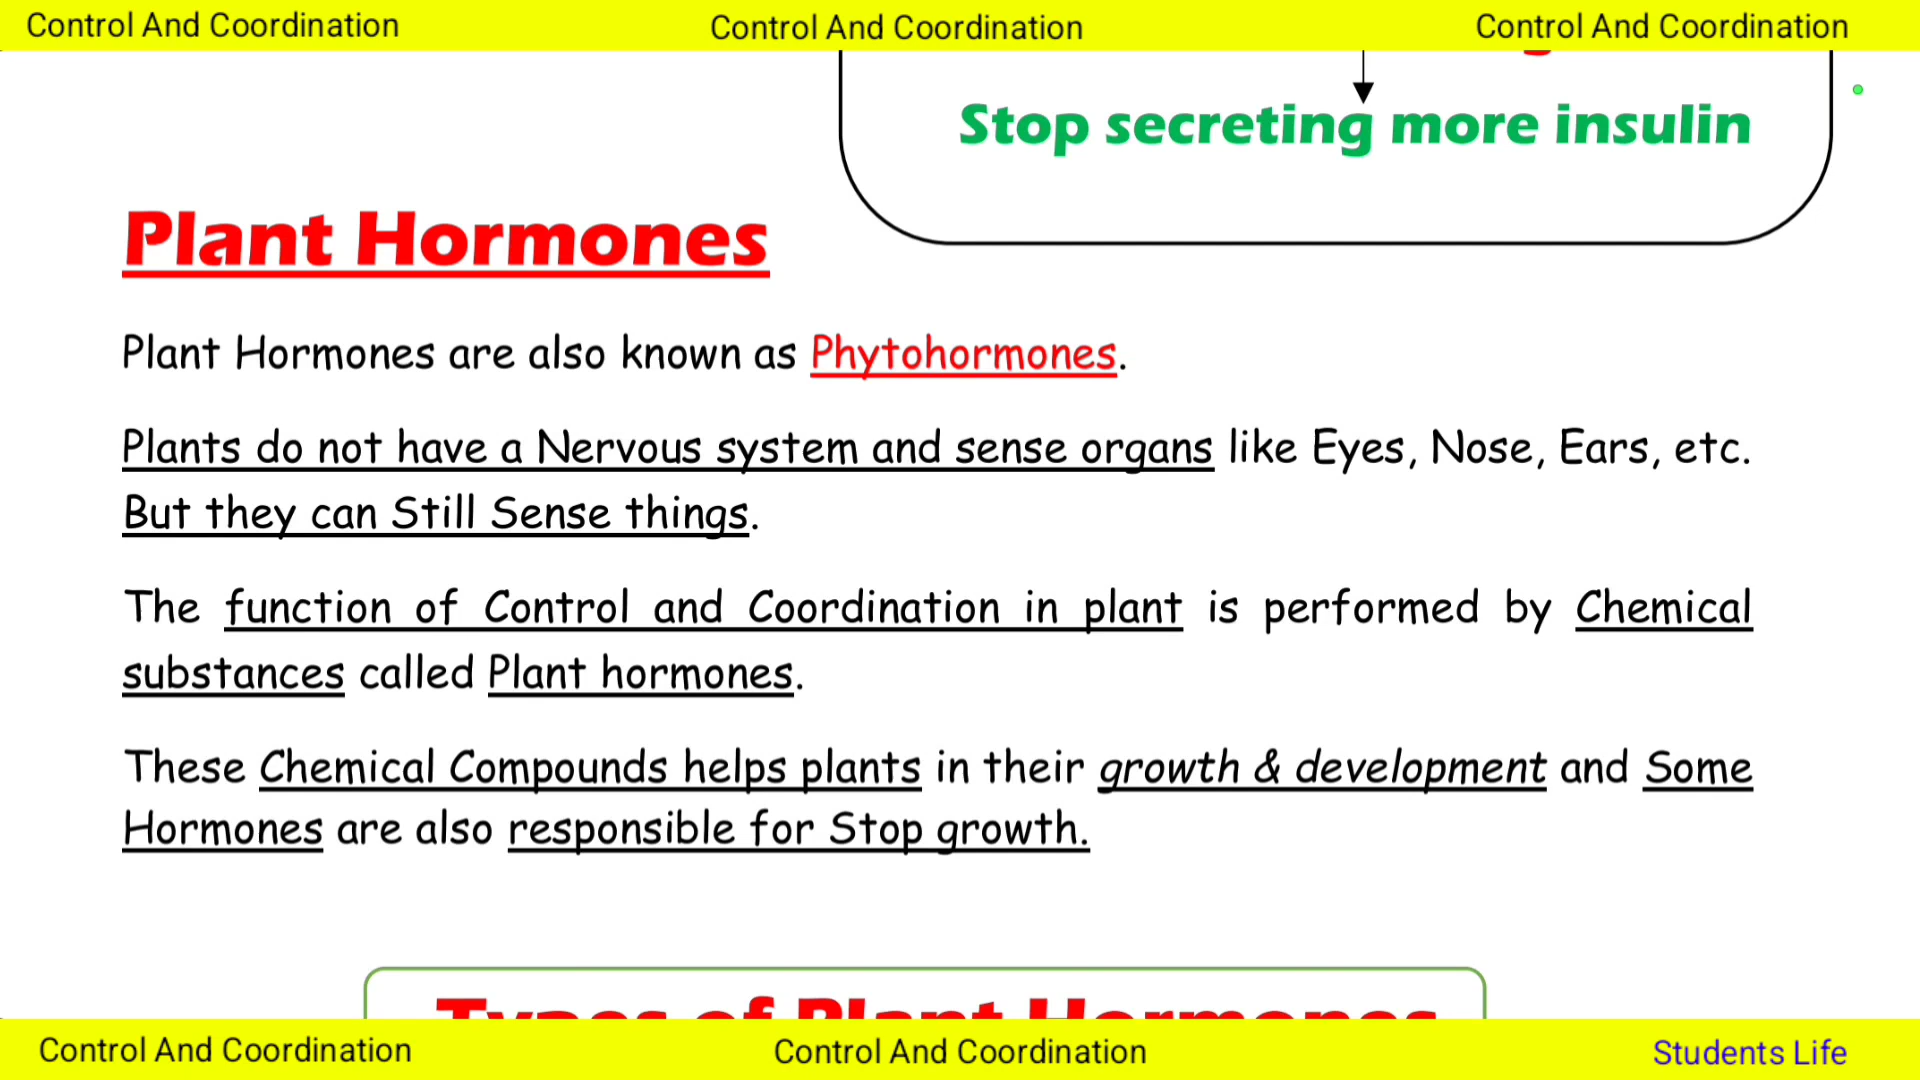 Control And Coordination Control And Coordination Control And Coordination
Stop secreting more insulin
Plant Hormones
Plant Hormones are also known as Phytohormones.
Plants do not have a Nervous system and sense organs like Eyes, Nose, Ears, etc.
But they can Still Sense things.
The function of Control and Coordination in plant is performed by Chemical
substances called Plant hormones.
These Chemical Compounds helps plants in their growth & development and Some
Hormones are also responsible for Stop growth.
Types of Plant Hormones
Control And Coordination Control And Coordination Students Life